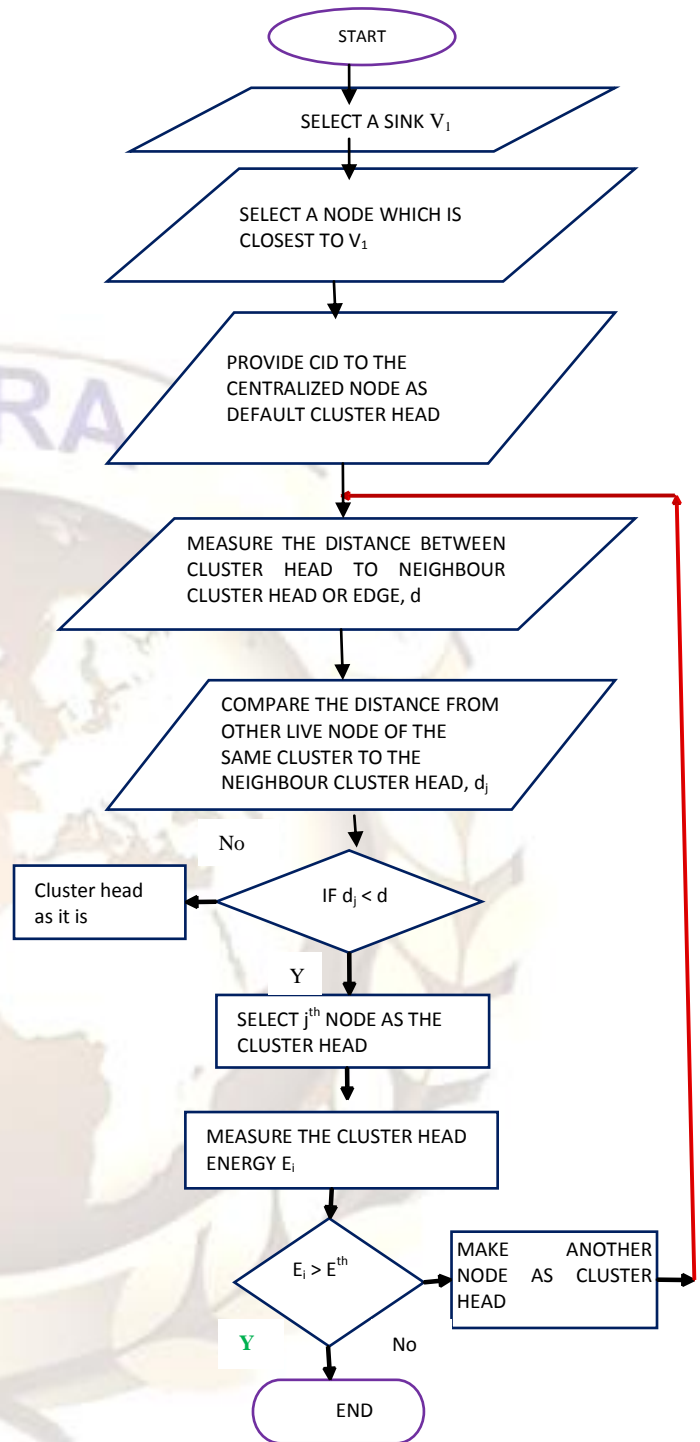 START
SELECT A SINK V₁
SELECT A NODE WHICH IS
CLOSEST TO V₁
PROVIDE CID TO THE
CENTRALIZED NODE AS
DEFAULT CLUSTER HEAD
RA
MEASURE THE DISTANCE BETWEEN
CLUSTER HEAD TO NEIGHBOUR
CLUSTER HEAD OR EDGE, d
COMPARE THE DISTANCE FROM
OTHER LIVE NODE OF THE
SAME CLUSTER TO THE
NEIGHBOUR CLUSTER HEAD, dⱼ
No
Cluster head
as it is
IF dⱼ < d
Y
SELECT jᵗʰ NODE AS THE
CLUSTER HEAD
MEASURE THE CLUSTER HEAD
ENERGY Eᵢ
Eᵢ > Eᵗʰ
MAKE ANOTHER
NODE AS CLUSTER
HEAD
Y
No
END